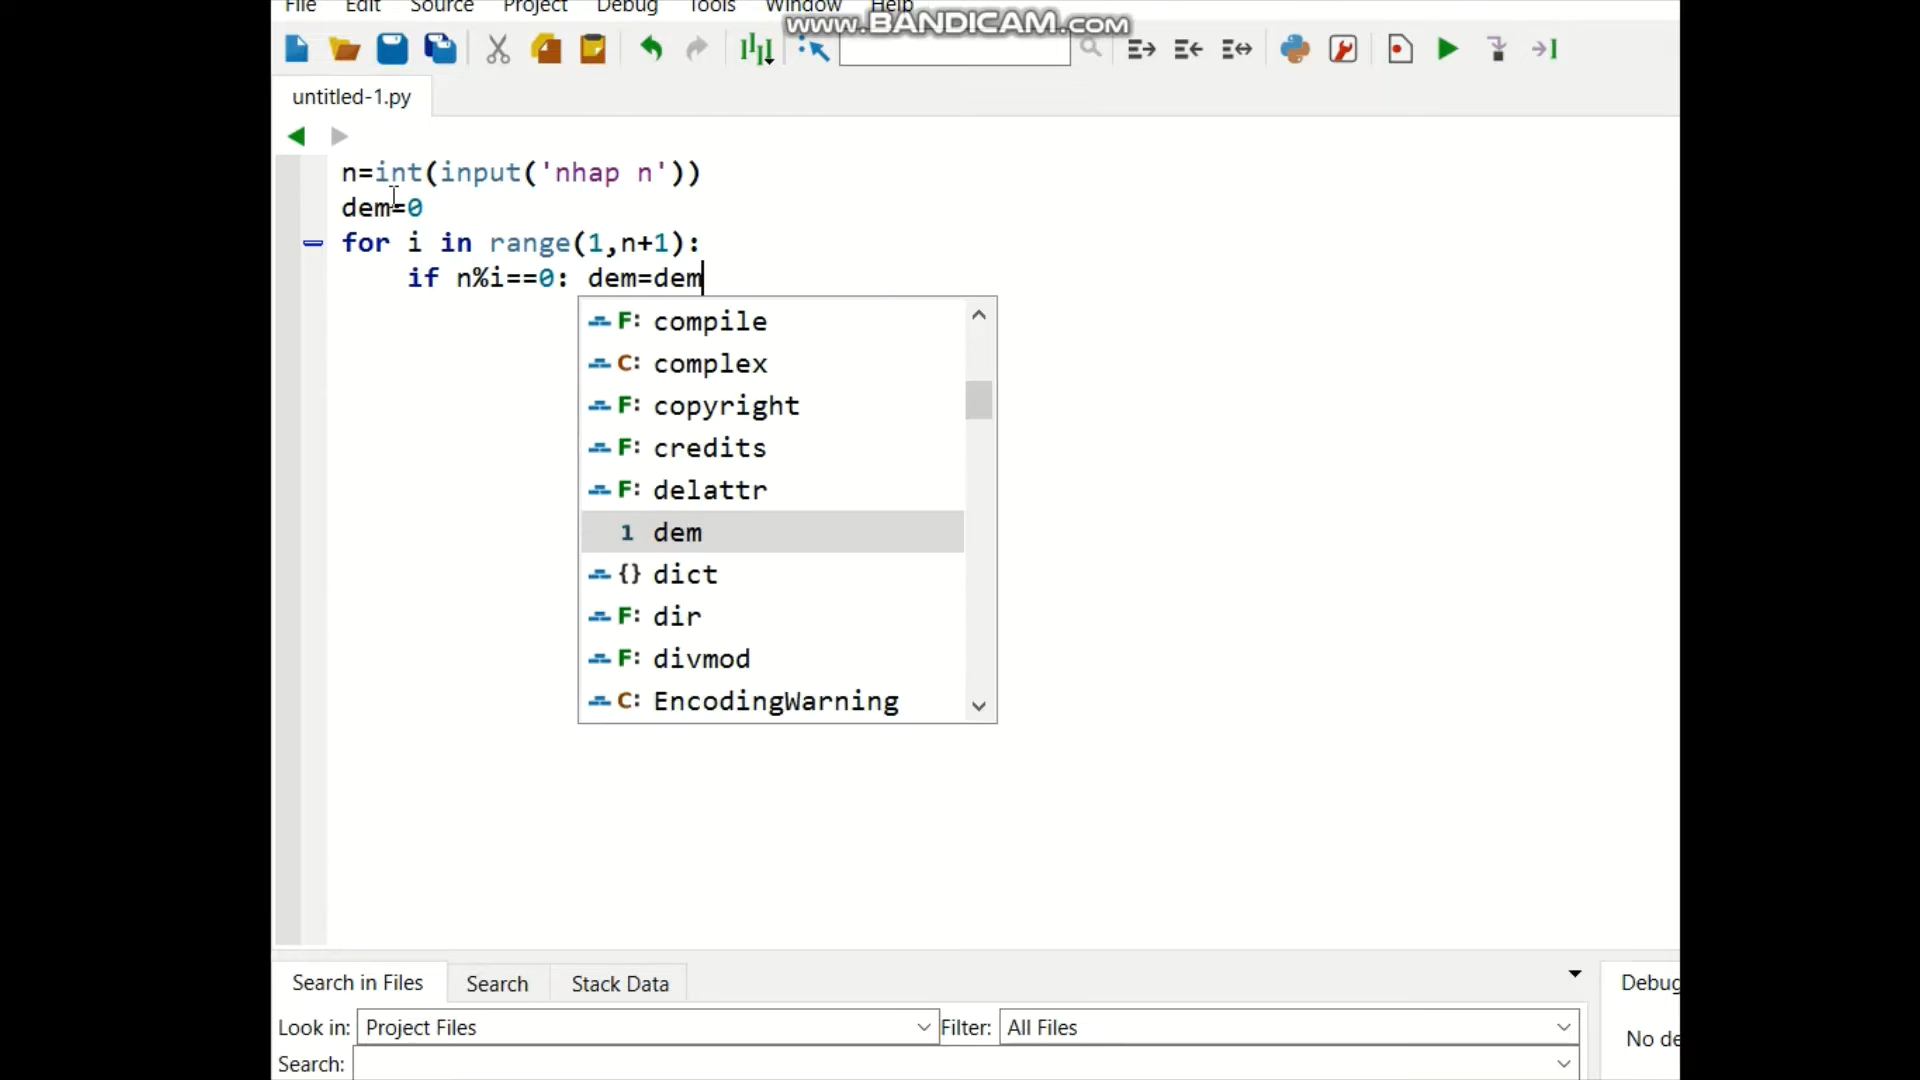 File Edit Source Project Debug Tools Window Help
www.BANDICAM.com
untitled-1.py
n=int(input('nhap n'))
dem=0
for i in range(1,n+1):
if n%i==0: dem=dem
F: compile
C: complex
F: copyright
F: credits
F: delattr
1 dem
{} dict
F: dir
F: divmod
C: EncodingWarning
Search in Files Search Stack Data
Debug
Look in: Project Files Filter: All Files
No de
Search: